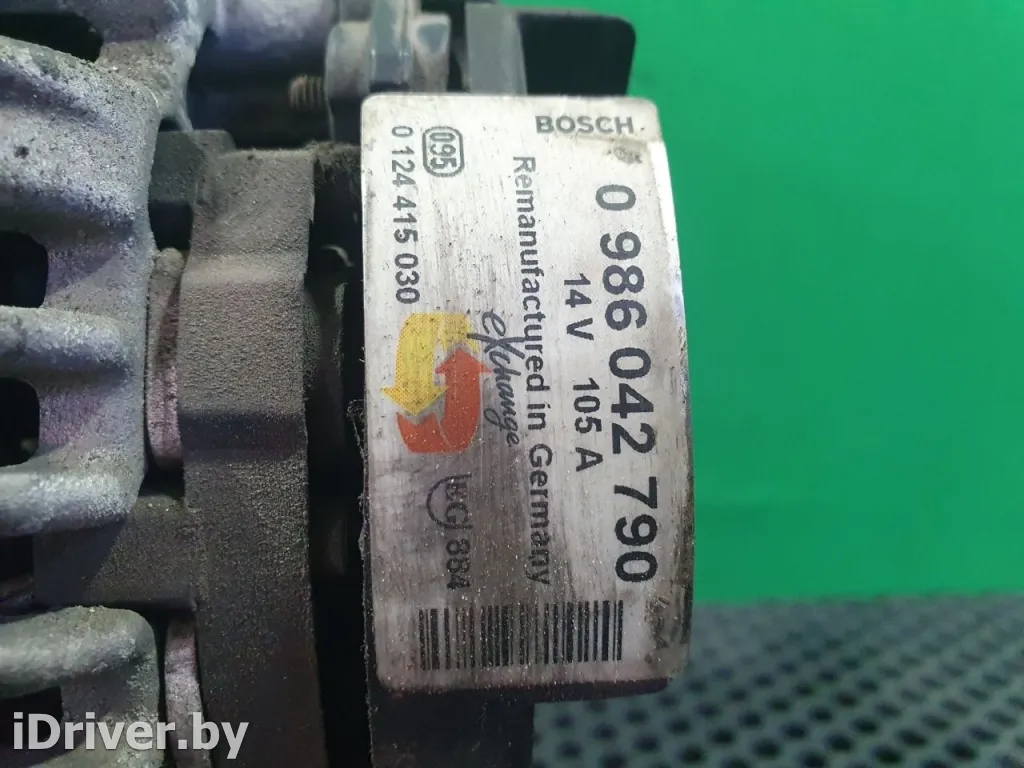 BOSCH
0 986 042 790
14 V 105 A
Remanufactured in Germany
eXchange
884
095
0 124 415 030
iDriver.by